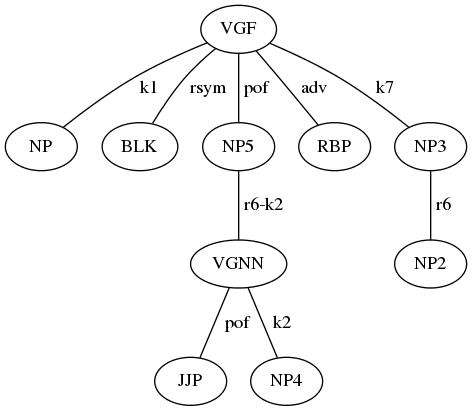 VGF
k1 rsym pof adv k7
NP BLK NP5 RBP NP3
r6-k2 r6
VGNN NP2
pof k2
JJP NP4